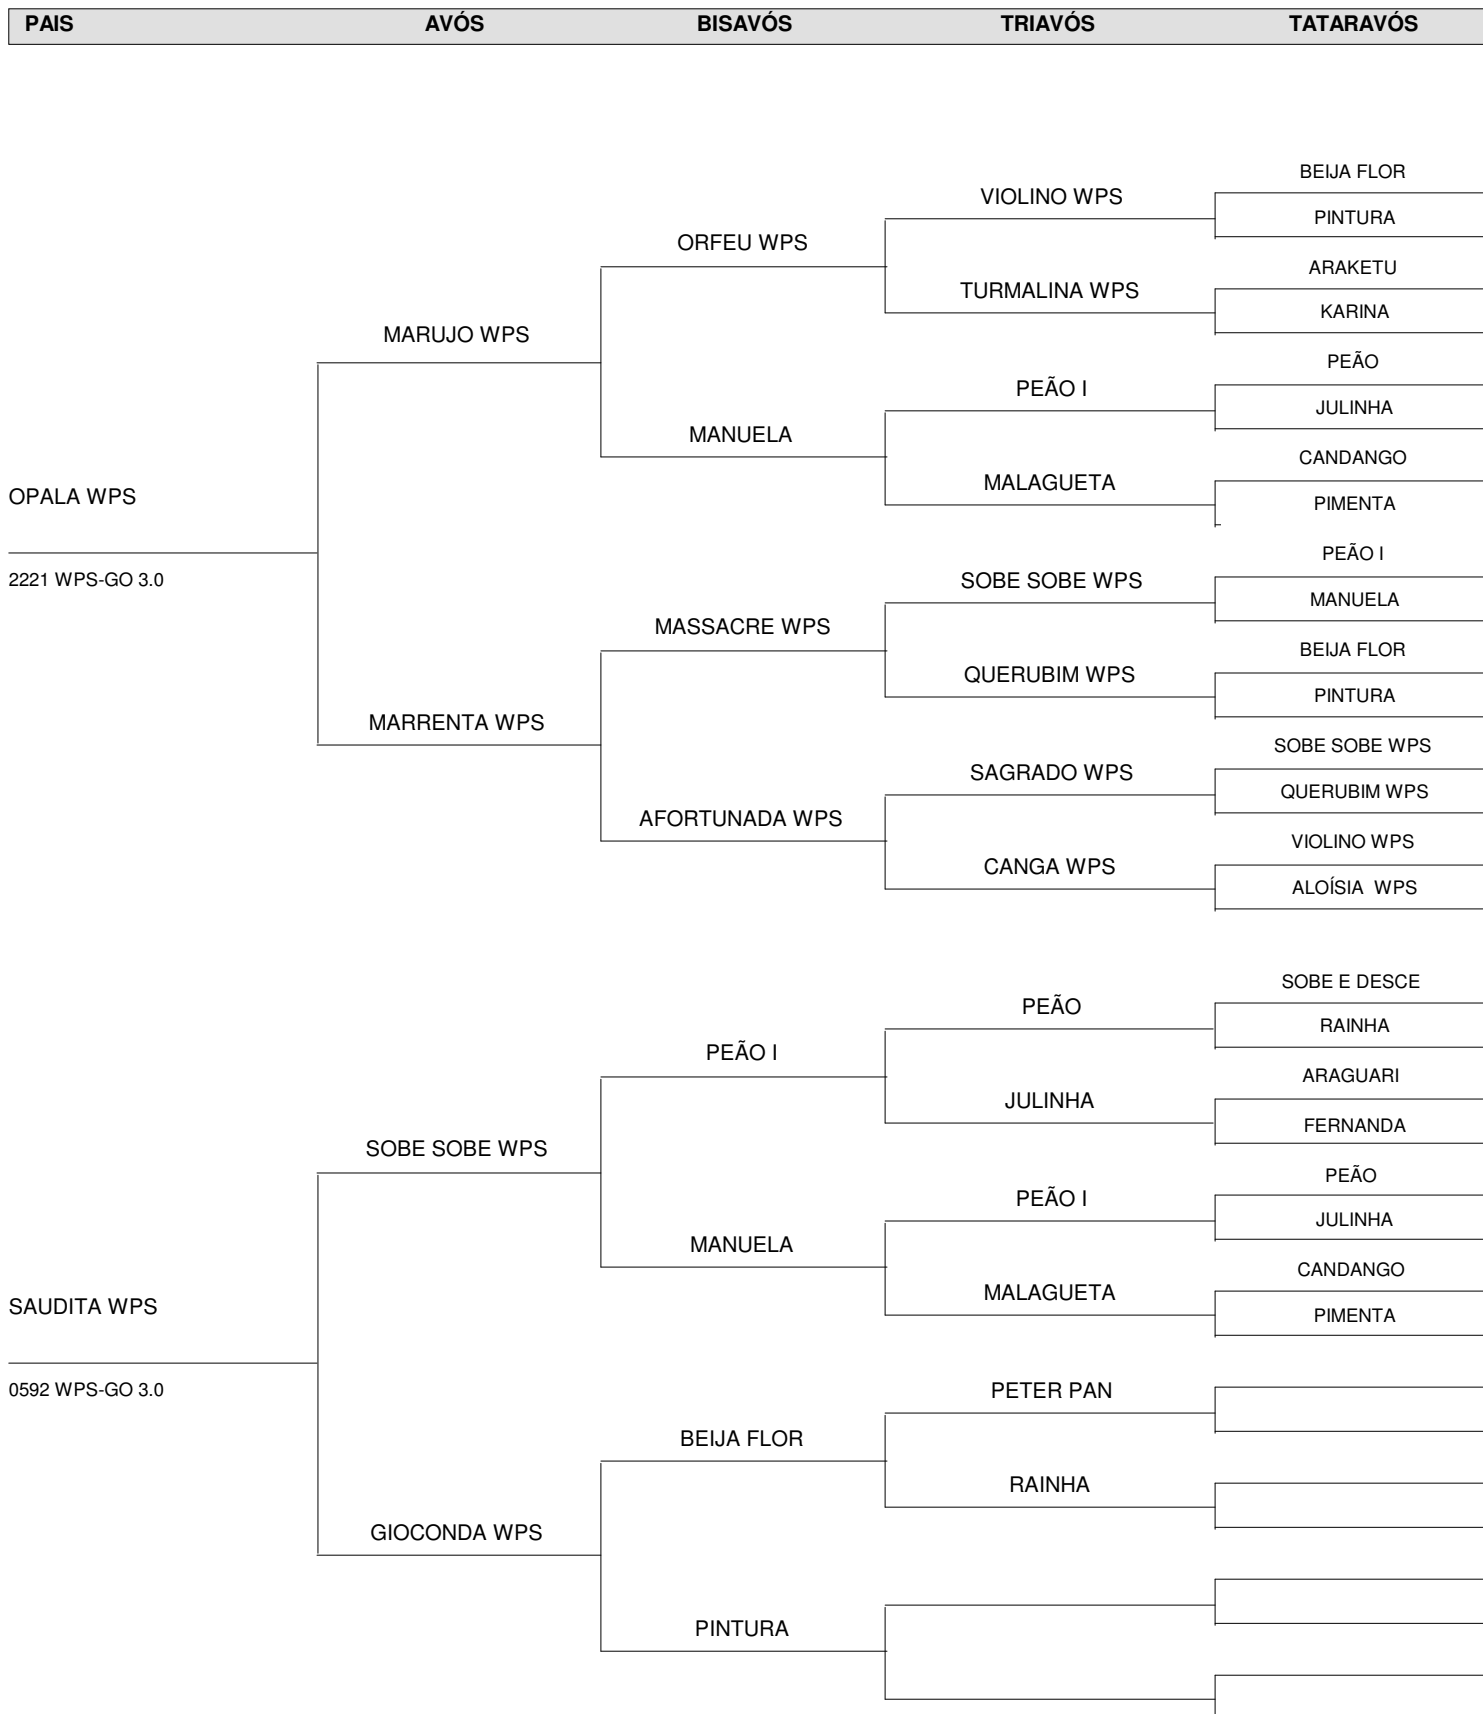 PAIS AVÓS BISAVÓS TRIAVÓS TATARAVÓS
BEIJA FLOR
VIOLINO WPS
PINTURA
ORFEU WPS
ARAKETU
TURMALINA WPS
KARINA
MARUJO WPS
PEÃO
PEÃO I
JULINHA
MANUELA
CANDANGO
MALAGUETA
OPALA WPS
PIMENTA
PEÃO I
2221 WPS-GO 3.0
SOBE SOBE WPS
MANUELA
MASSACRE WPS
BEIJA FLOR
QUERUBIM WPS
PINTURA
MARRENTA WPS
SOBE SOBE WPS
SAGRADO WPS
QUERUBIM WPS
AFORTUNADA WPS
VIOLINO WPS
CANGA WPS
ALOÍSIA  WPS
SOBE E DESCE
PEÃO
RAINHA
PEÃO I
ARAGUARI
JULINHA
FERNANDA
SOBE SOBE WPS
PEÃO
PEÃO I
JULINHA
MANUELA
CANDANGO
MALAGUETA
SAUDITA WPS
PIMENTA
0592 WPS-GO 3.0
PETER PAN
BEIJA FLOR
RAINHA
GIOCONDA WPS
PINTURA